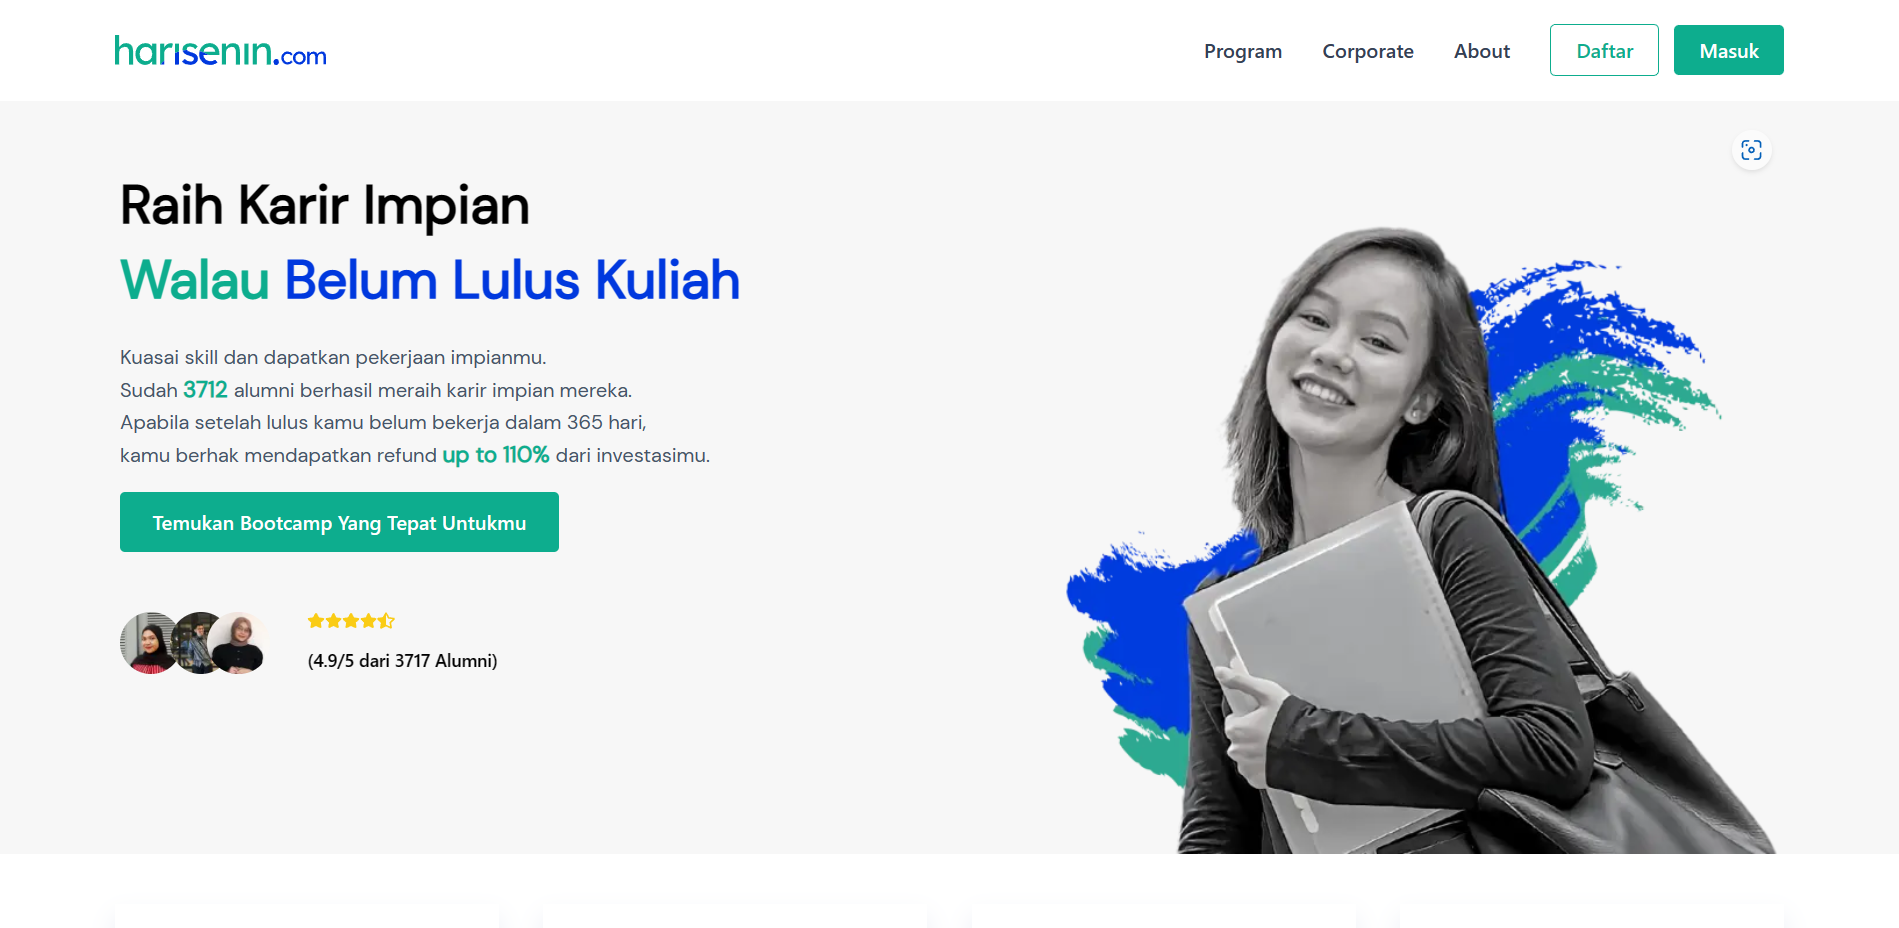 harisenin.com
Program
Corporate
About
Daftar
Masuk
Raih Karir Impian
Walau Belum Lulus Kuliah
Kuasai skill dan dapatkan pekerjaan impianmu.
Sudah 3712 alumni berhasil meraih karir impian mereka.
Apabila setelah lulus kamu belum bekerja dalam 365 hari,
kamu berhak mendapatkan refund up to 110% dari investasimu.
Temukan Bootcamp Yang Tepat Untukmu
(4.9/5 dari 3717 Alumni)